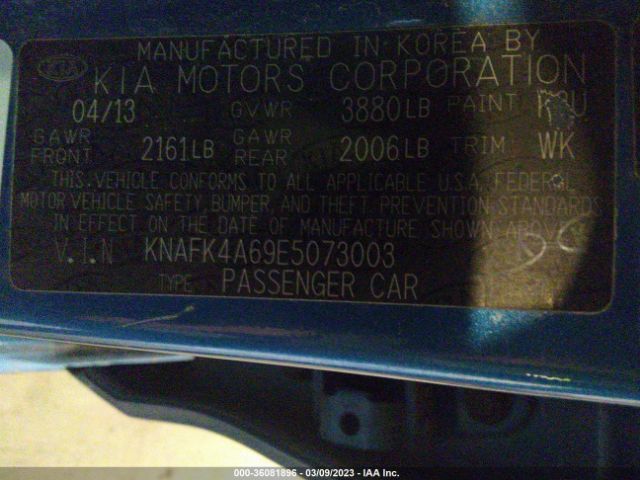 MANUFACTURED IN KOREA BY
KIA KIA MOTORS CORPORATION
04/13 GVWR 3880LB PAINT
GAWR FRONT 2161LB GAWR REAR 2006LB TRIM WK
THIS VEHICLE CONFORMS TO ALL APPLICABLE U.S.A. FEDERAL
MOTOR VEHICLE SAFETY, BUMPER, AND THEFT PREVENTION STANDARDS
IN EFFECT ON THE DATE OF MANUFACTURE SHOWN ABOVE
V.I.N KNAFK4A69E5073003
TYPE PASSENGER CAR
000-36081896 - 03/09/2023 - IAA Inc.